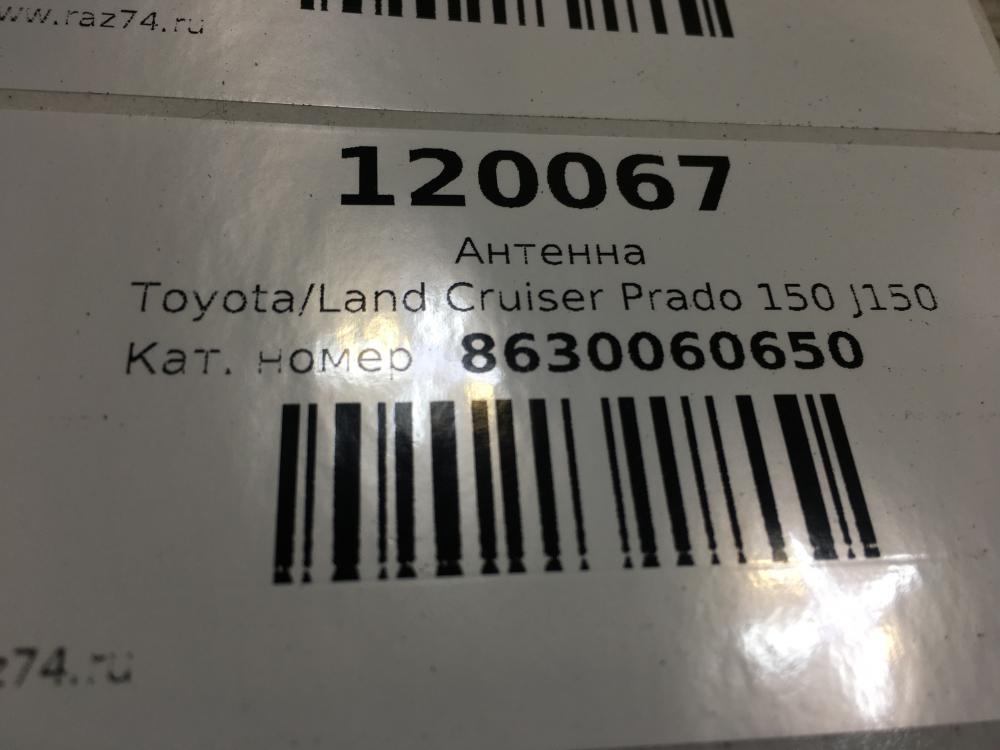 www.raz74.ru
120067
Антенна
Toyota/Land Cruiser Prado 150 J150
Кат. номер 8630060650
z74.ru